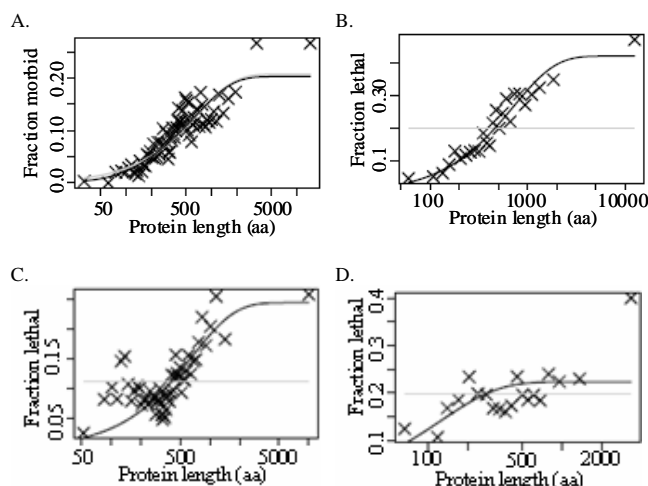 A.
Fraction morbid
0.0 0.10 0.20
50 500 5000
Protein length (aa)
B.
Fraction lethal
0.1 0.30
100 1000 10000
Protein length (aa)
C.
Fraction lethal
0.05 0.15
50 500 5000
Protein length (aa)
D.
Fraction lethal
0.1 0.2 0.3 0.4
100 500 2000
Protein length (aa)